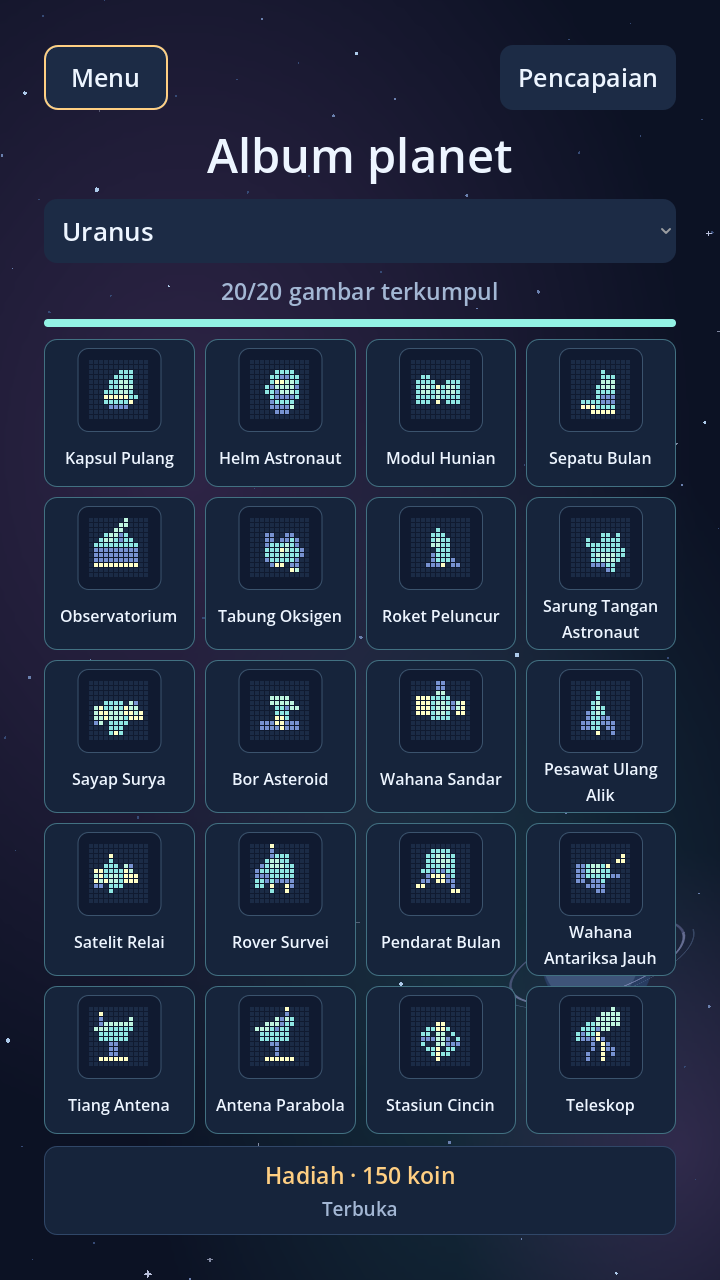 Menu
Pencapaian
Album planet
Uranus
20/20 gambar terkumpul
Kapsul Pulang
Helm Astronaut
Modul Hunian
Sepatu Bulan
Observatorium
Tabung Oksigen
Roket Peluncur
Sarung Tangan
Astronaut
Sayap Surya
Bor Asteroid
Wahana Sandar
Pesawat Ulang
Alik
Satelit Relai
Rover Survei
Pendarat Bulan
Wahana
Antariksa Jauh
Tiang Antena
Antena Parabola
Stasiun Cincin
Teleskop
Hadiah · 150 koin
Terbuka